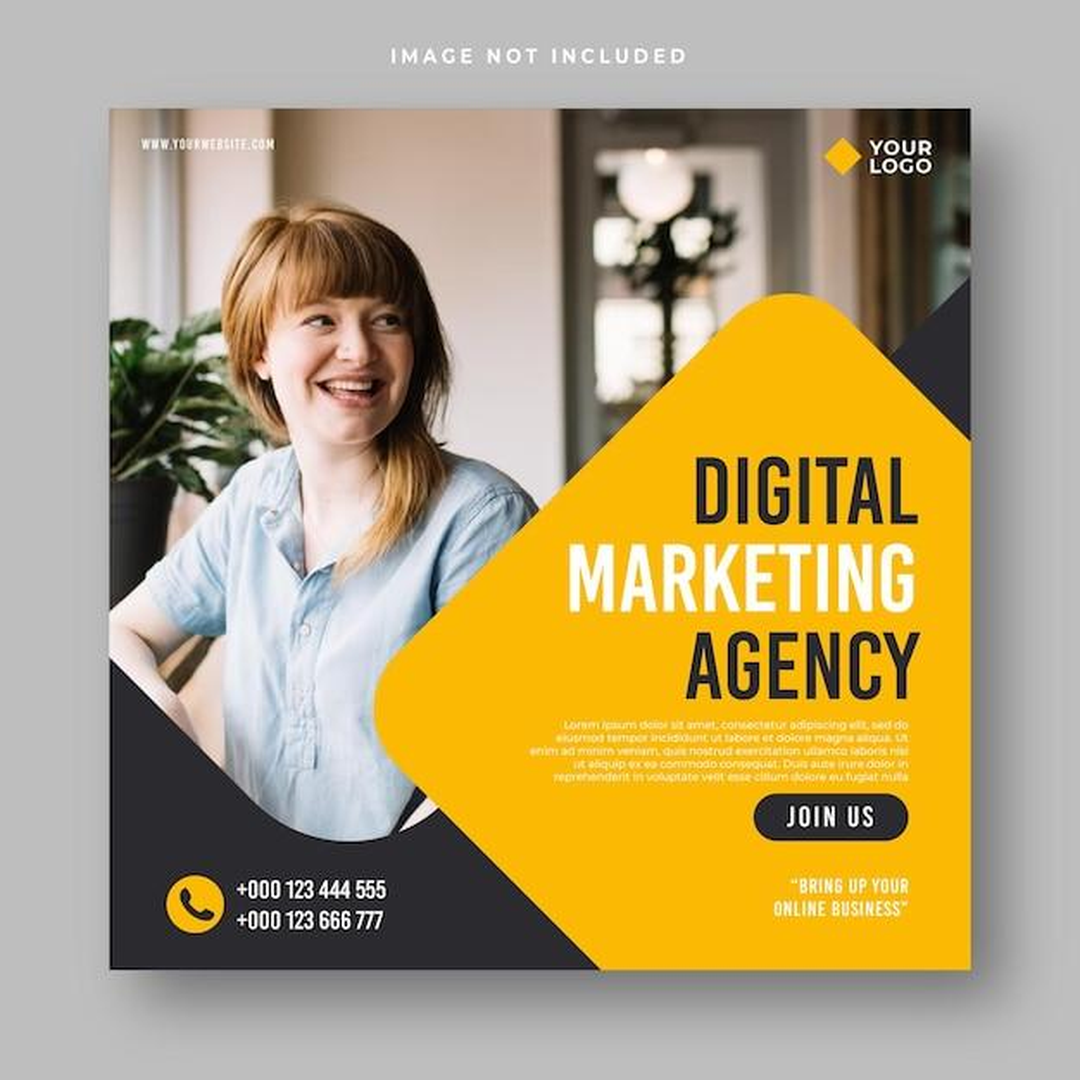 IMAGE NOT INCLUDED
WWW.YOURWEBSITE.COM
YOUR
LOGO
DIGITAL
MARKETING
AGENCY
Lorem ipsum dolor sit amet, consectetur adipiscing elit, sed do
eiusmod tempor incididunt ut labore et dolore magna aliqua. Ut
enim ad minim veniam, quis nostrud exercitation ullamco laboris nisi
ut aliquip ex ea commodo consequat. Duis aute irure dolor in
reprehenderit in voluptate velit esse cillum dolore eu fugiat nulla
JOIN US
+000 123 444 555
+000 123 666 777
"BRING UP YOUR
ONLINE BUSINESS"